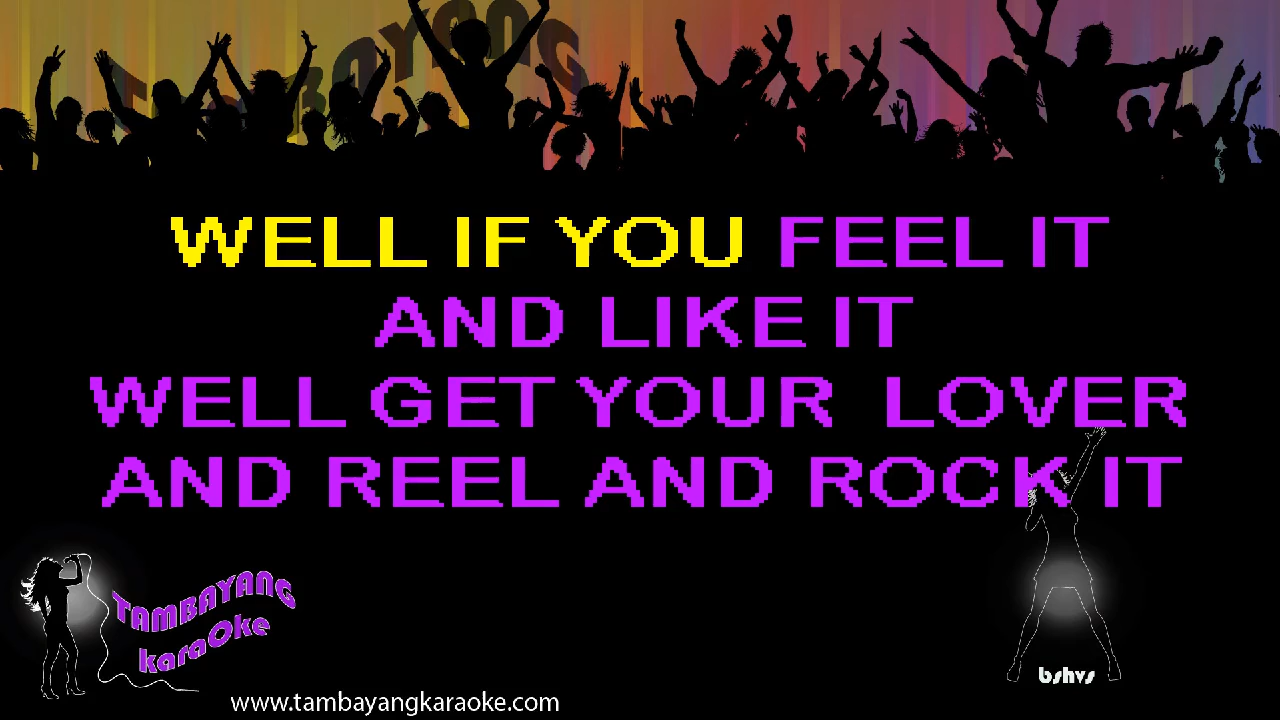 TAMBAYANG
WELL IF YOU FEEL IT
AND LIKE IT
WELL GET YOUR LOVER
AND REEL AND ROCK IT
TAMBAYANG
karaOke
bshvs
www.tambayangkaraoke.com